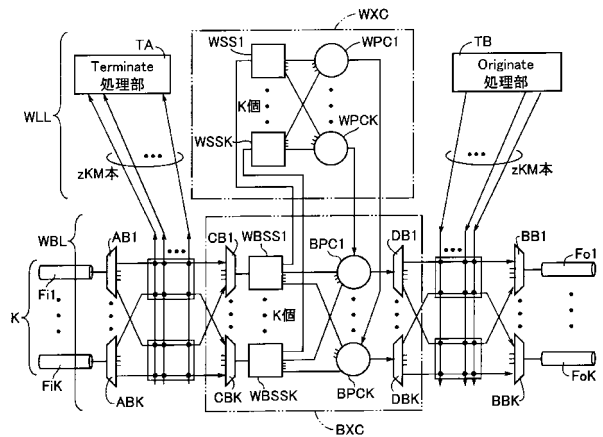 WXC
TA
WSS1
WPC1
TB
Terminate
処理部
Originate
処理部
WLL
K個
WSSK
WPCK
zKM本
zKM本
WBL
AB1
CB1
WBSS1
BPC1
DB1
BB1
Fi1
Fo1
K
K個
FiK
FoK
ABK
CBK
WBSSK
BPCK
DBK
BBK
BXC